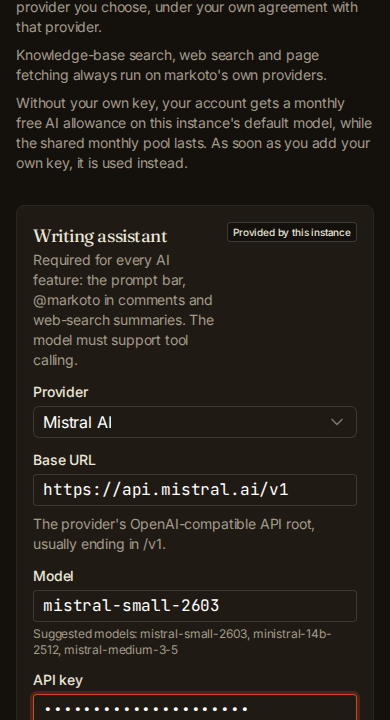 provider you choose, under your own agreement with
that provider.
Knowledge-base search, web search and page
fetching always run on markoto's own providers.
Without your own key, your account gets a monthly
free AI allowance on this instance's default model, while
the shared monthly pool lasts. As soon as you add your
own key, it is used instead.
Writing assistant
Provided by this instance
Required for every AI
feature: the prompt bar,
@markoto in comments and
web-search summaries. The
model must support tool
calling.
Provider
Mistral AI
Base URL
https://api.mistral.ai/v1
The provider's OpenAI-compatible API root,
usually ending in /v1.
Model
mistral-small-2603
Suggested models: mistral-small-2603, ministral-14b-
2512, mistral-medium-3-5
API key
••••••••••••••••••••